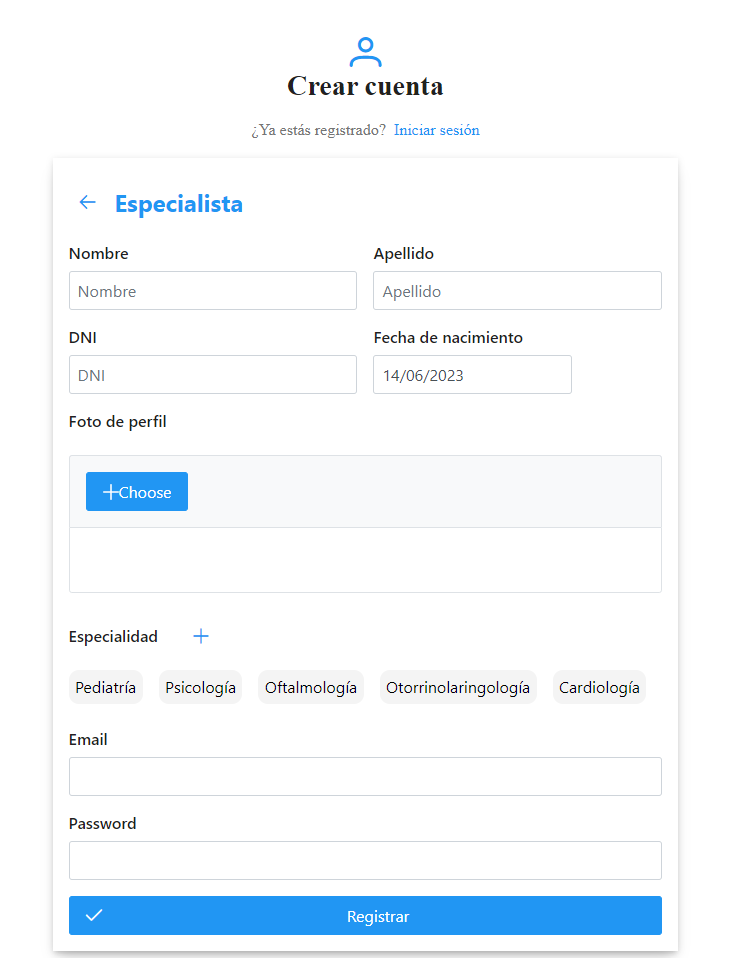 Crear cuenta
¿Ya estás registrado? Iniciar sesión
Especialista
Nombre Apellido
Nombre Apellido
DNI Fecha de nacimiento
DNI 14/06/2023
Foto de perfil
Choose
Especialidad
Pediatría Psicología Oftalmología Otorrinolaringología Cardiología
Email
Password
Registrar